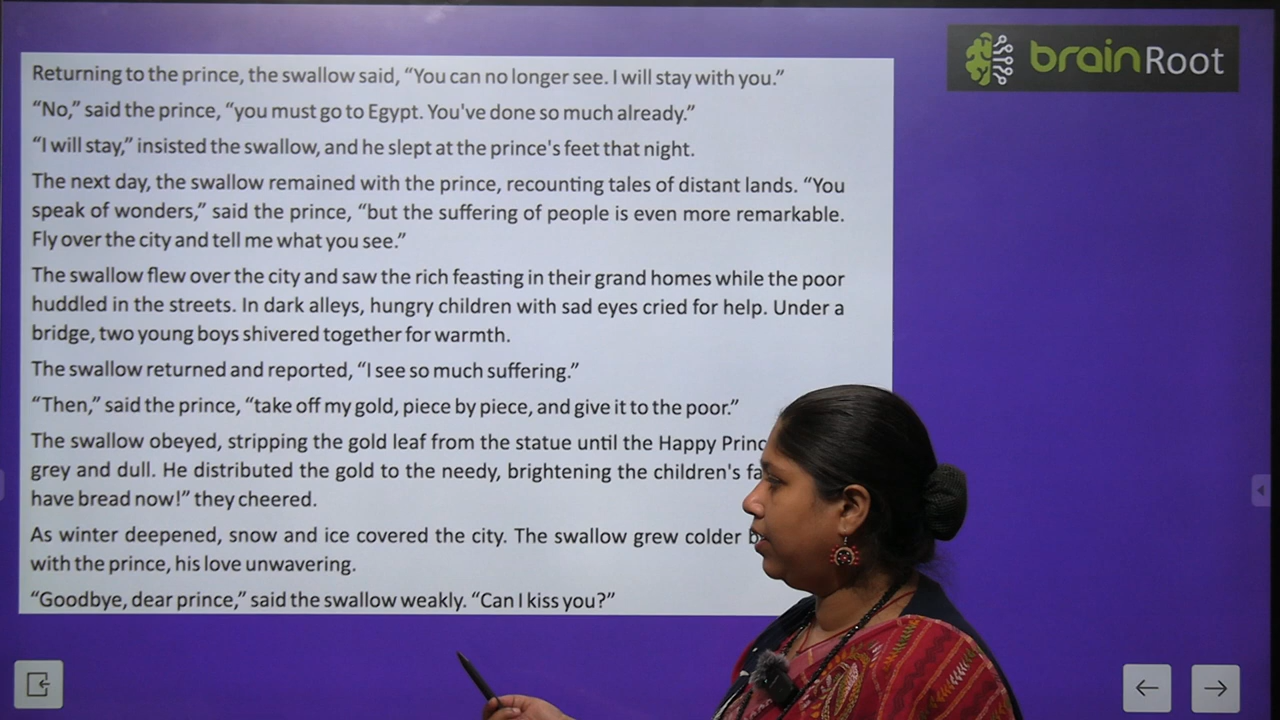 brainRoot
Returning to the prince, the swallow said, “You can no longer see. I will stay with you.”
“No,” said the prince, “you must go to Egypt. You've done so much already.”
“I will stay,” insisted the swallow, and he slept at the prince's feet that night.
The next day, the swallow remained with the prince, recounting tales of distant lands. “You
speak of wonders,” said the prince, “but the suffering of people is even more remarkable.
Fly over the city and tell me what you see.”
The swallow flew over the city and saw the rich feasting in their grand homes while the poor
huddled in the streets. In dark alleys, hungry children with sad eyes cried for help. Under a
bridge, two young boys shivered together for warmth.
The swallow returned and reported, “I see so much suffering.”
“Then,” said the prince, “take off my gold, piece by piece, and give it to the poor.”
The swallow obeyed, stripping the gold leaf from the statue until the Happy
grey and dull. He distributed the gold to the needy, brightening the children's
have bread now!” they cheered.
As winter deepened, snow and ice covered the city. The swallow grew colder
with the prince, his love unwavering.
“Goodbye, dear prince,” said the swallow weakly. “Can I kiss you?”